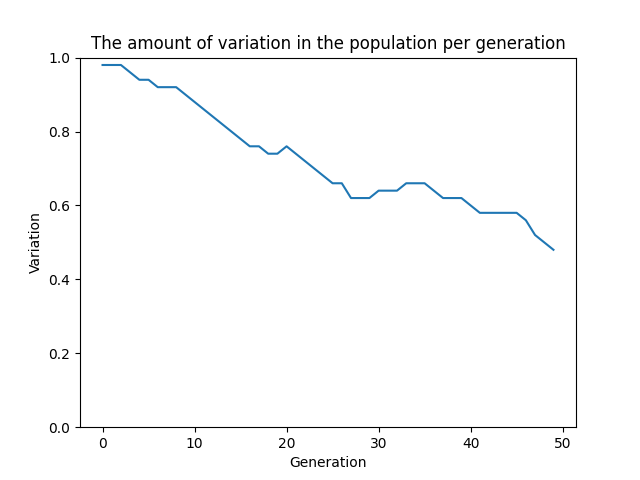 The amount of variation in the population per generation
1.0
0.8
0.6
0.4
0.2
0.0
Variation
0 10 20 30 40 50
Generation